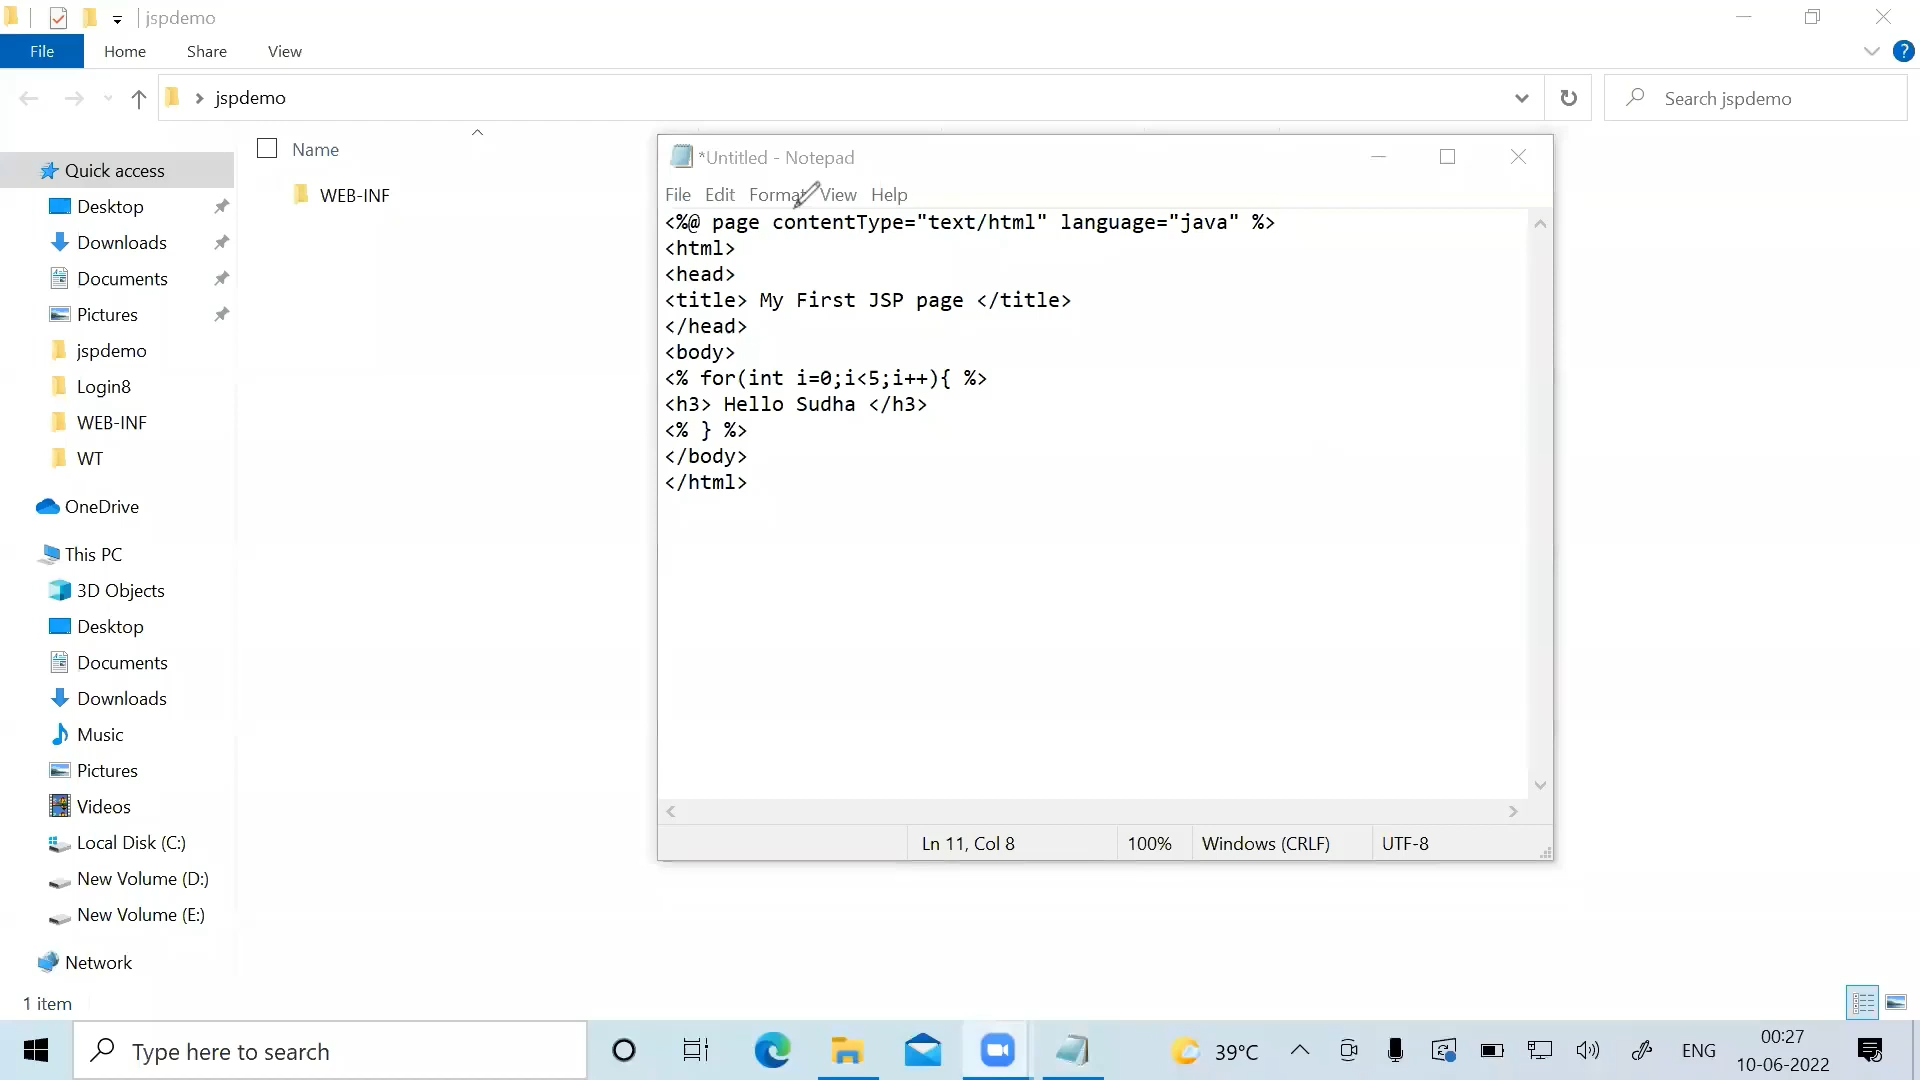 jspdemo
File Home Share View
jspdemo
Search jspdemo
Name
WEB-INF
Quick access
Desktop
Downloads
Documents
Pictures
jspdemo
Login8
WEB-INF
WT
OneDrive
This PC
3D Objects
Desktop
Documents
Downloads
Music
Pictures
Videos
Local Disk (C:)
New Volume (D:)
New Volume (E:)
Network
1 item
*Untitled - Notepad
File Edit Format View Help
<%@ page contentType="text/html" language="java" %>
<html>
<head>
<title> My First JSP page </title>
</head>
<body>
<% for(int i=0;i<5;i++){ %>
<h3> Hello Sudha </h3>
<% } %>
</body>
</html>
Ln 11, Col 8 100% Windows (CRLF) UTF-8
Type here to search
39°C
ENG
00:27
10-06-2022